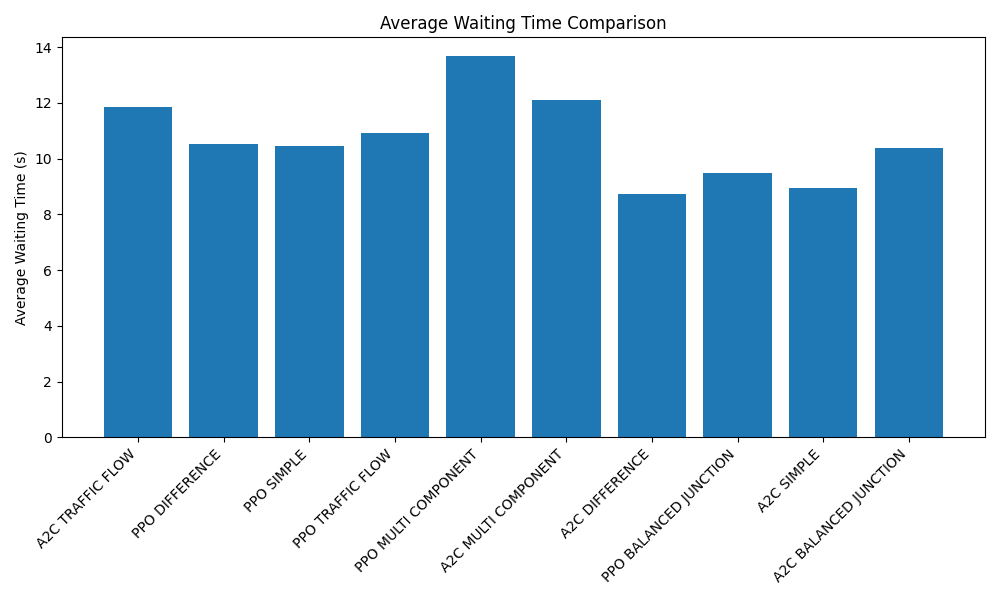 Average Waiting Time Comparison
Average Waiting Time (s)
14
12
10
8
6
4
2
0
A2C TRAFFIC FLOW
PPO DIFFERENCE
PPO SIMPLE
PPO TRAFFIC FLOW
PPO MULTI COMPONENT
A2C MULTI COMPONENT
A2C DIFFERENCE
PPO BALANCED JUNCTION
A2C SIMPLE
A2C BALANCED JUNCTION